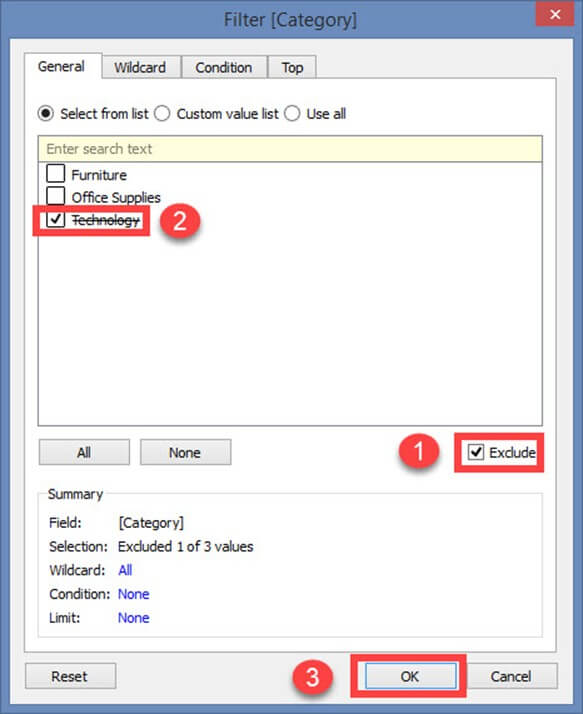 Filter [Category]
General Wildcard Condition Top
Select from list Custom value list Use all
Enter search text
Furniture
Office Supplies
Technology 2
All None 1 Exclude
Summary
Field: [Category]
Selection: Excluded 1 of 3 values
Wildcard: All
Condition: None
Limit: None
Reset 3 OK Cancel